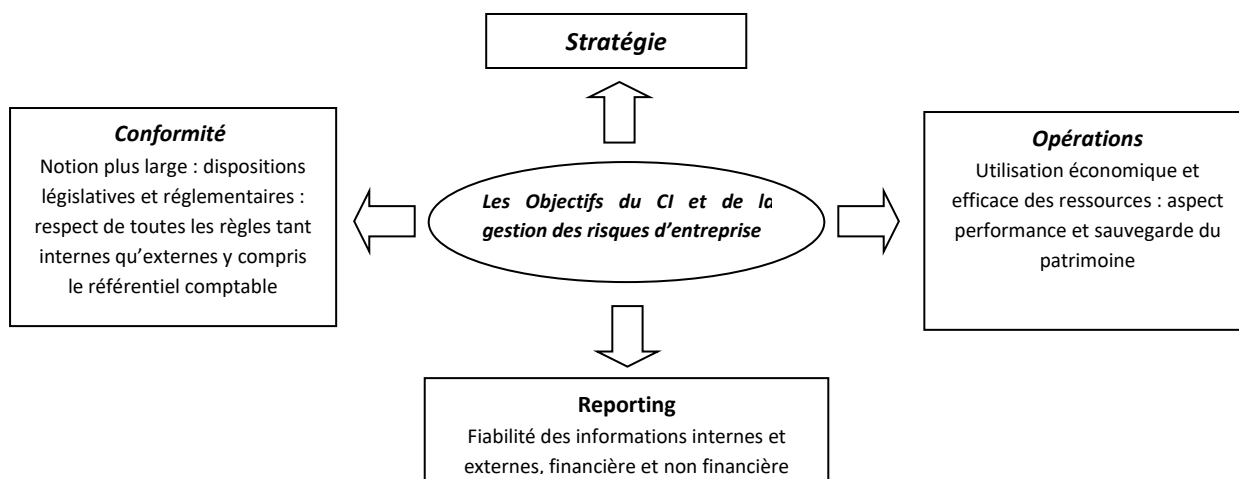 Stratégie
Conformité
Notion plus large : dispositions
législatives et réglementaires :
respect de toutes les règles tant
internes qu'externes y compris
le référentiel comptable
Les Objectifs du CI et de la
gestion des risques d'entreprise
Opérations
Utilisation économique et
efficace des ressources : aspect
performance et sauvegarde du
patrimoine
Reporting
Fiabilité des informations internes et
externes, financière et non financière